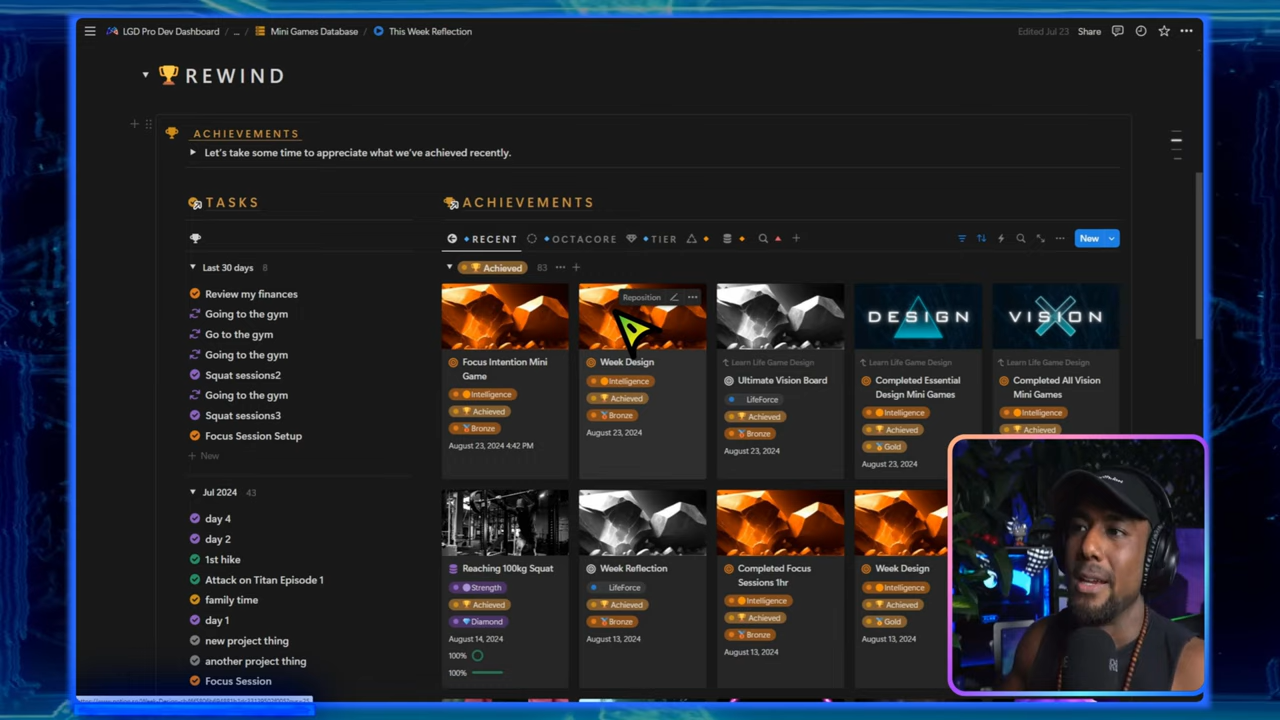 LGD Pro Dev Dashboard / ... / Mini Games Database / This Week Reflection
Edited Jul 23 Share
REWIND
ACHIEVEMENTS
Let's take some time to appreciate what we've achieved recently.
TASKS
Last 30 days 8
Review my finances
Going to the gym
Go to the gym
Going to the gym
Squat sessions2
Going to the gym
Squat sessions3
Focus Session Setup
+ New
Jul 2024 43
day 4
day 2
1st hike
Attack on Titan Episode 1
family time
day 1
new project thing
another project thing
Focus Session
ACHIEVEMENTS
RECENT OCTACORE TIER
New
Achieved 83
Reposition
DESIGN
VISION
Focus Intention Mini Game
Intelligence
Achieved
Bronze
August 23, 2024 4:42 PM
Week Design
Intelligence
Achieved
Bronze
August 23, 2024
Learn Life Game Design
Ultimate Vision Board
LifeForce
Achieved
Bronze
August 23, 2024
Learn Life Game Design
Completed Essential Design Mini Games
Intelligence
Achieved
Gold
August 23, 2024
Learn Life Game Design
Completed All Vision Mini Games
Intelligence
Achieved
Reaching 100kg Squat
Strength
Achieved
Diamond
August 14, 2024
100%
100%
Week Reflection
LifeForce
Achieved
Bronze
August 13, 2024
Completed Focus Sessions 1hr
Intelligence
Achieved
Bronze
August 13, 2024
Week Design
Intelligence
Achieved
Gold
August 13, 2024